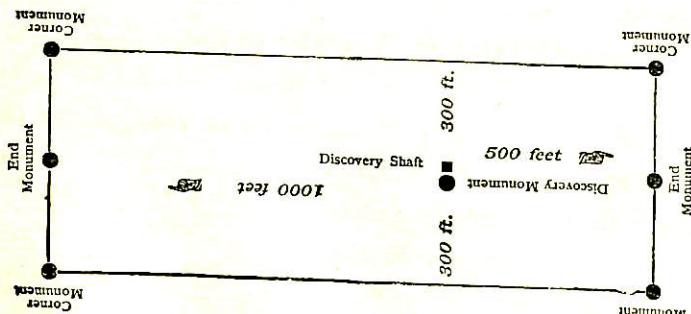 Corner
Monument
Corner
Monument
300 ft.
End
Monument
Discovery Shaft
500 feet
1000 feet
Discovery Monument
End
Monument
300 ft.
Corner
Monument
Monument